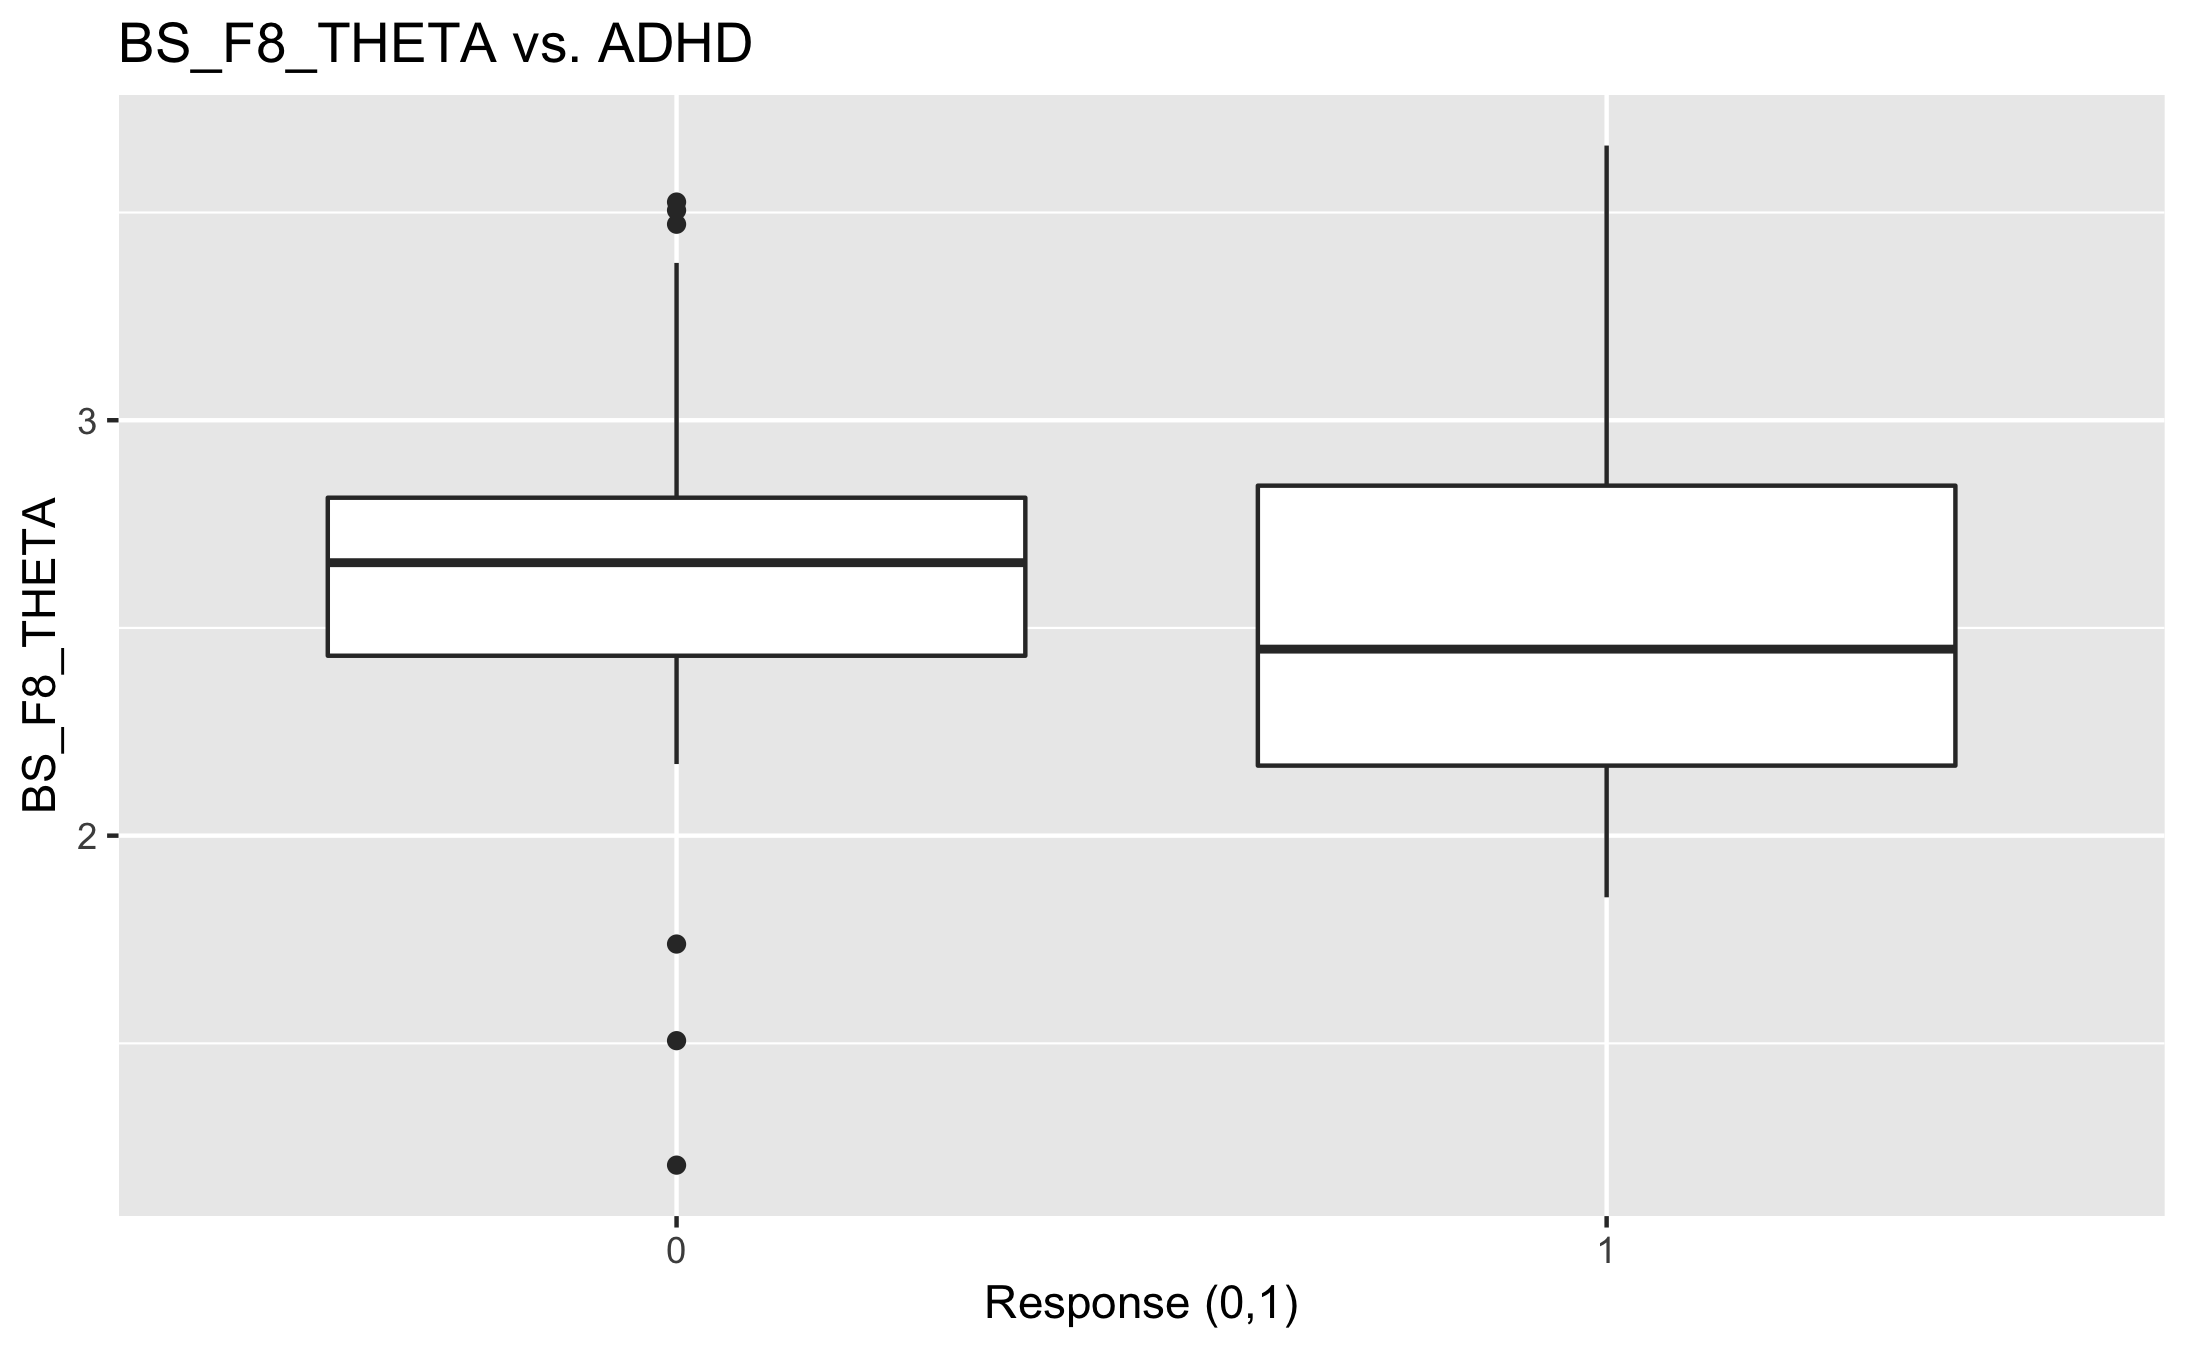 BS_F8_THETA vs. ADHD
BS_F8_THETA
3
2
0
1
Response (0,1)